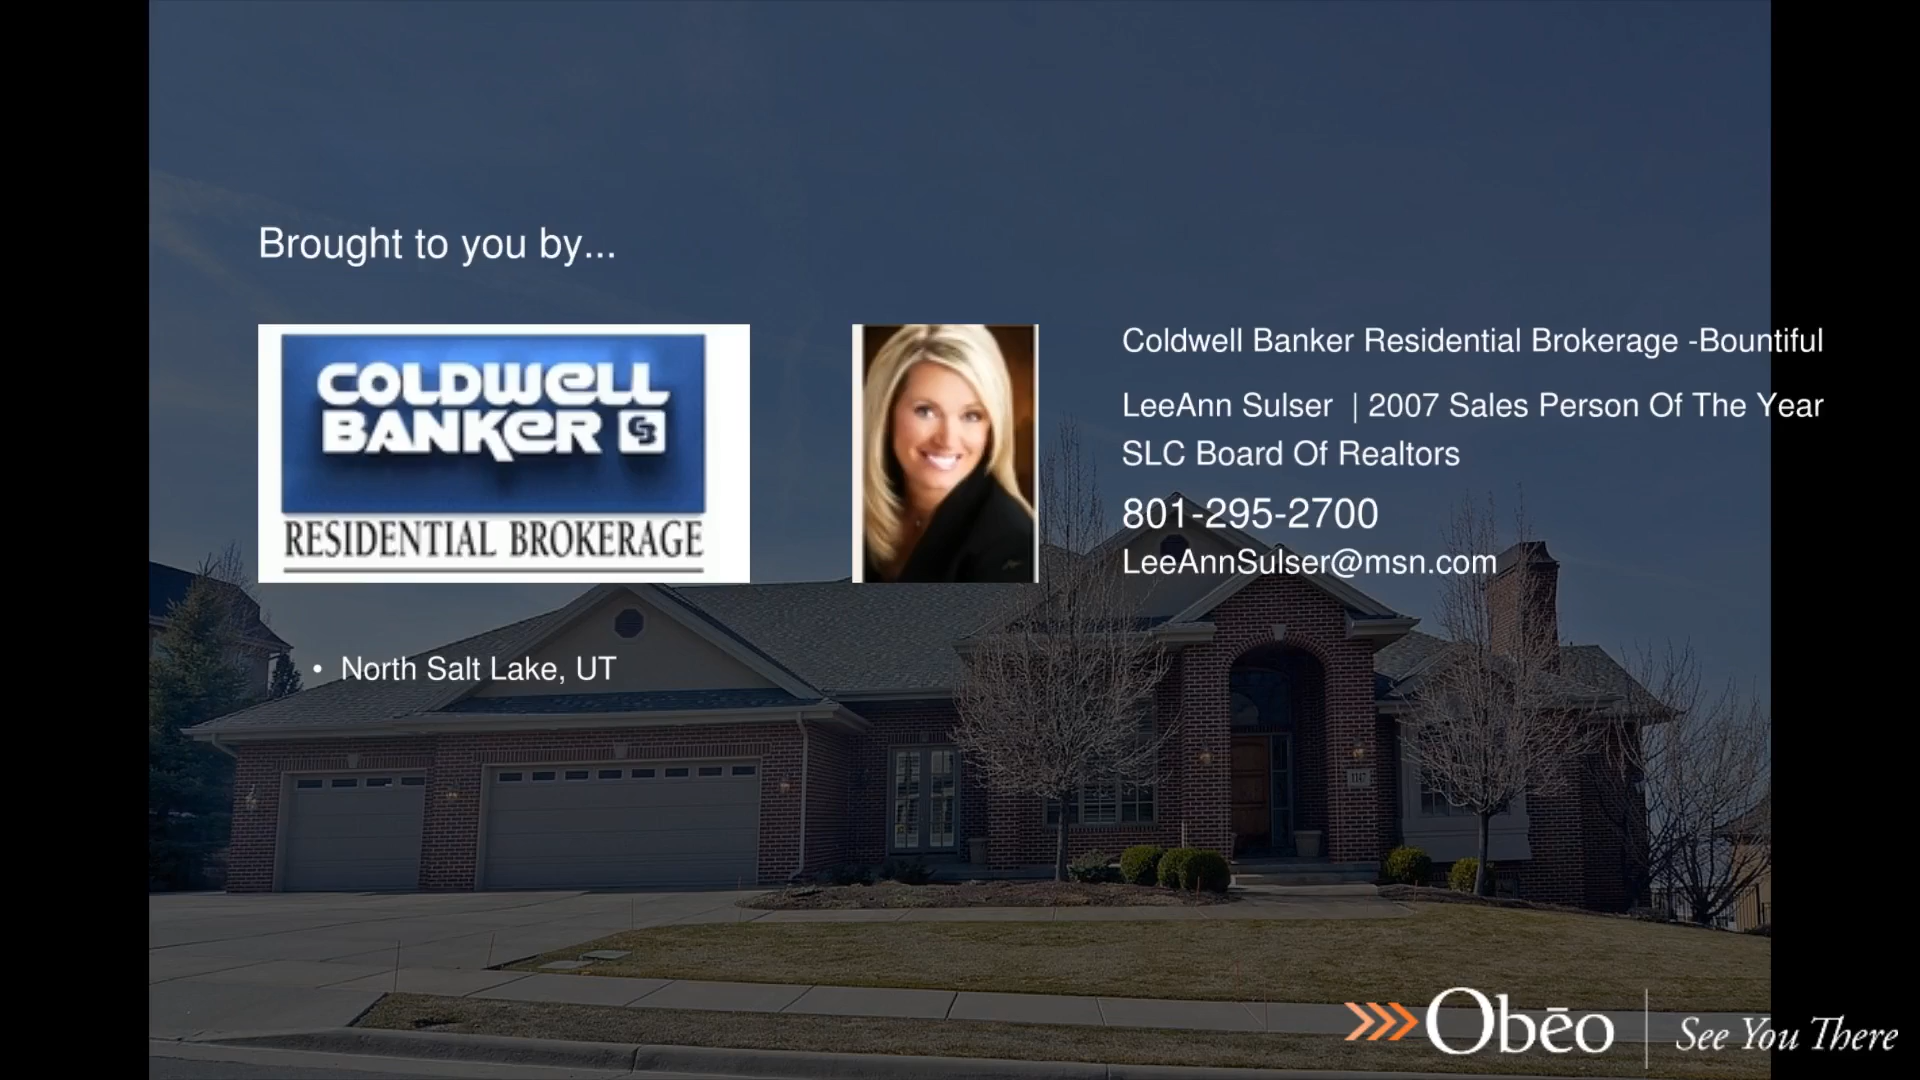 Brought to you by...
COLDWELL
BANKER CB
RESIDENTIAL BROKERAGE
Coldwell Banker Residential Brokerage -Bountiful
LeeAnn Sulser | 2007 Sales Person Of The Year
SLC Board Of Realtors
801-295-2700
LeeAnnSulser@msn.com
• North Salt Lake, UT
1147
Obēo
See You There